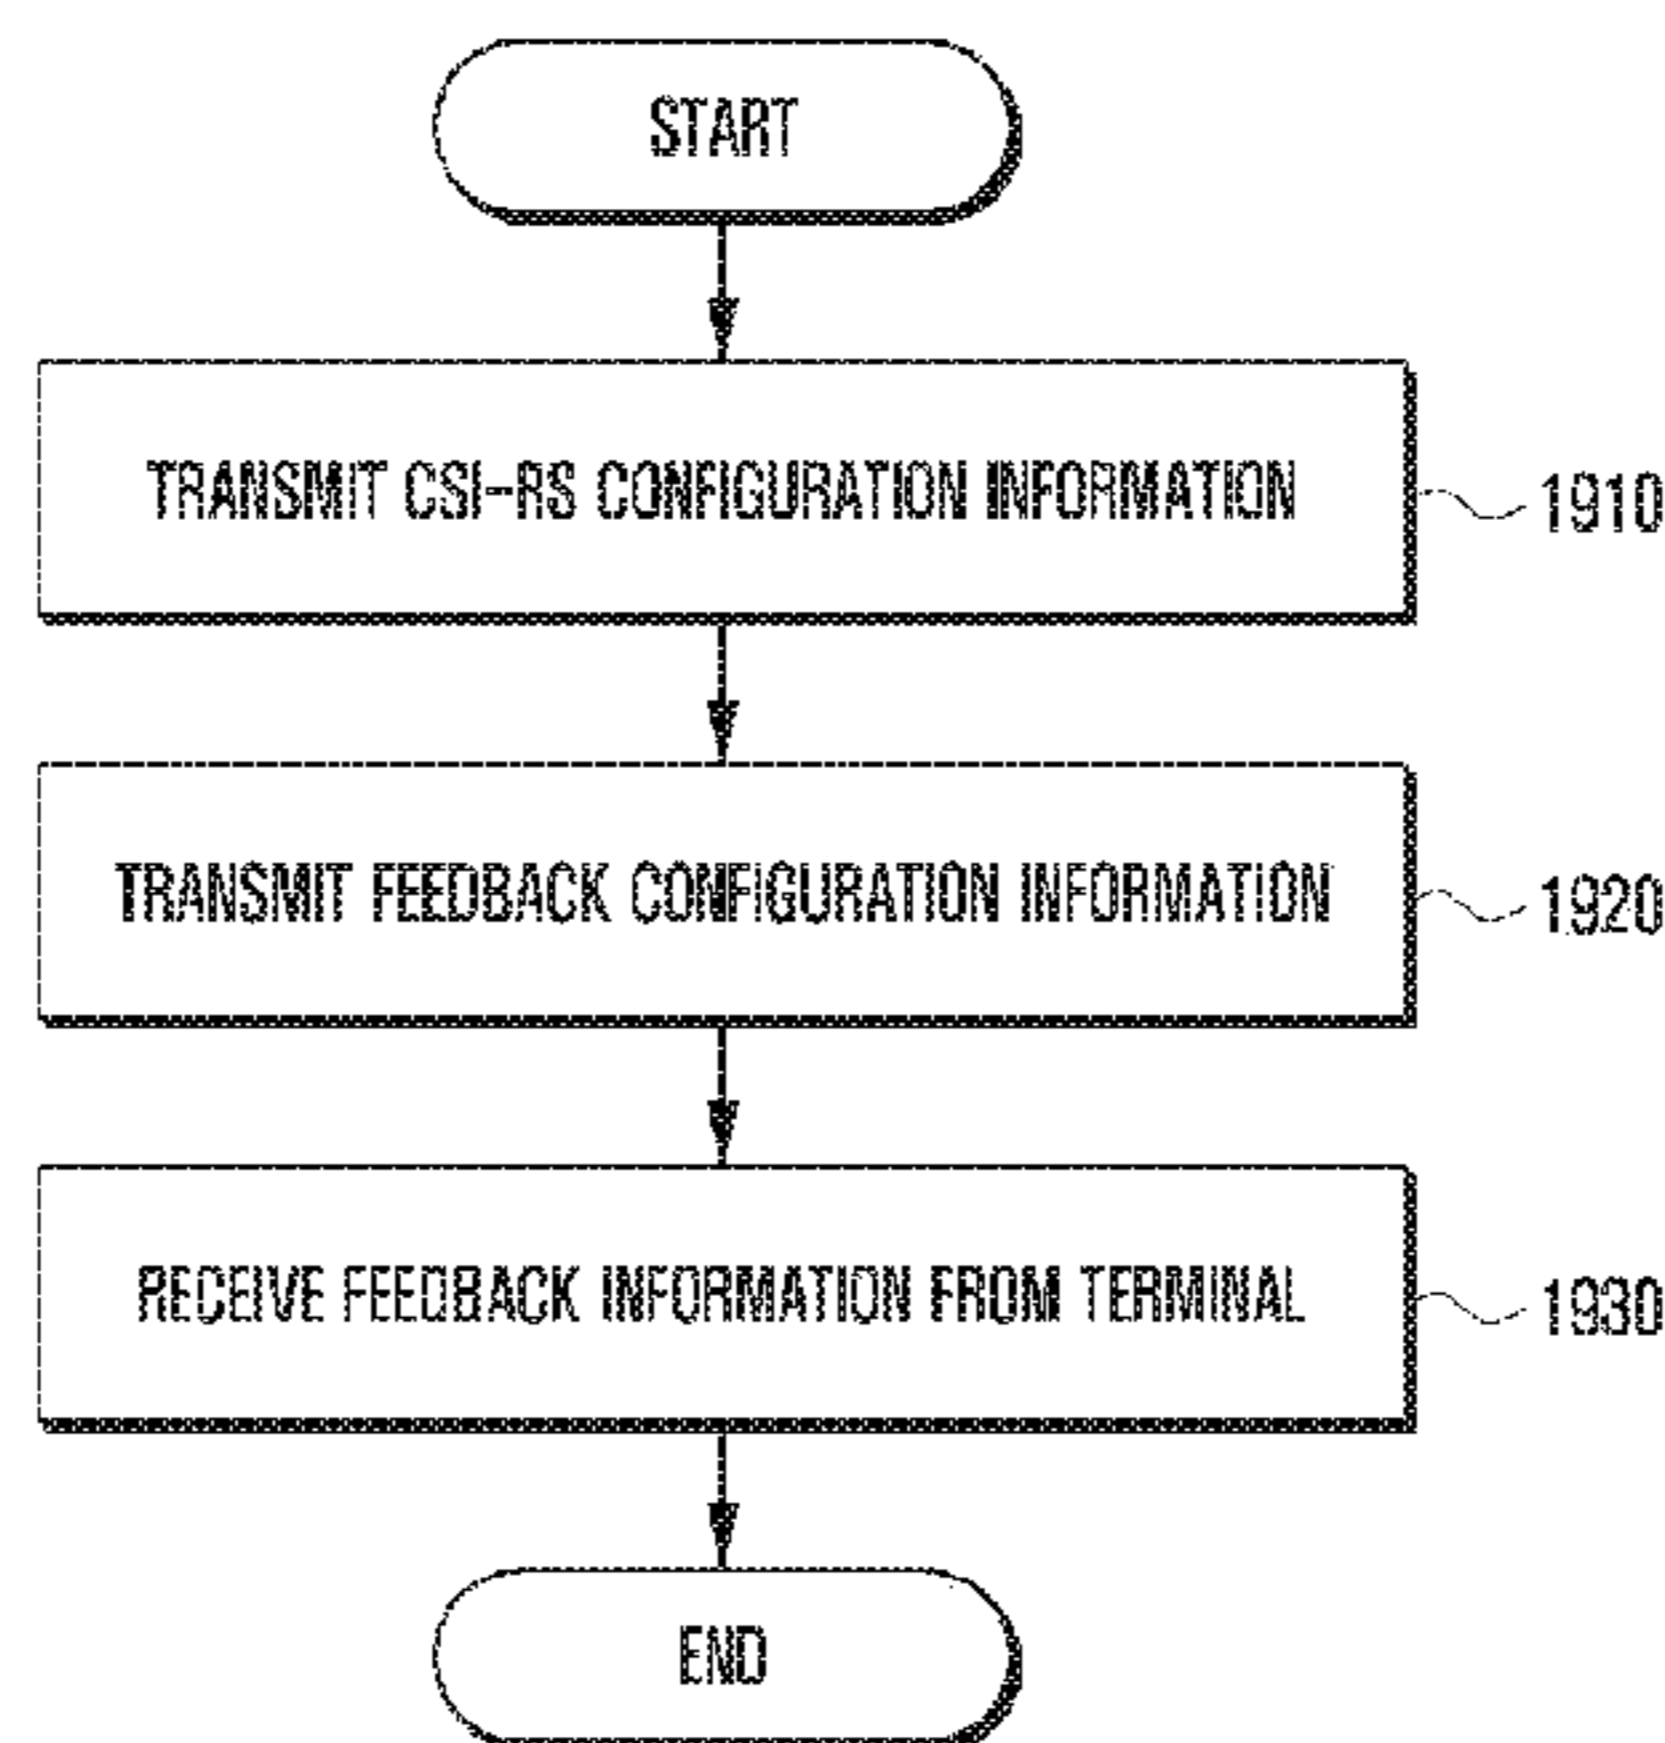 START
TRANSMIT CSI-RS CONFIGURATION INFORMATION
1910
TRANSMIT FEEDBACK CONFIGURATION INFORMATION
1920
RECEIVE FEEDBACK INFORMATION FROM TERMINAL
1930
END